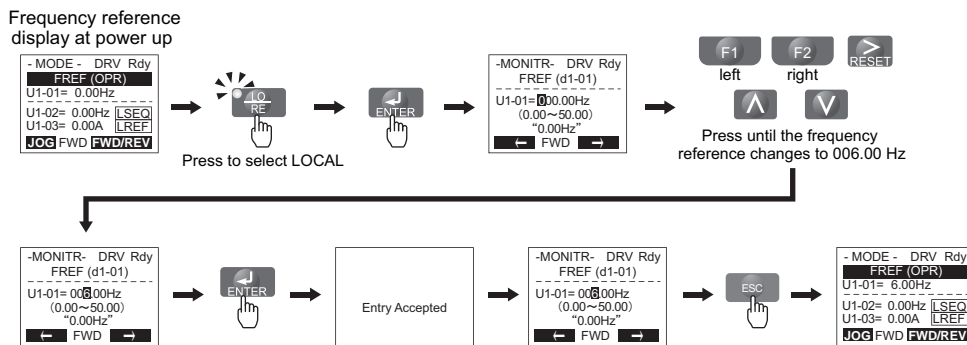 Frequency reference
display at power up
- MODE - DRV Rdy
FREF (OPR)
U1-01= 0.00Hz
U1-02= 0.00Hz LSEQ
U1-03= 0.00A LREF
JOG FWD FWD/REV
LO
RE
Press to select LOCAL
ENTER
-MONITR- DRV Rdy
FREF (d1-01)
U1-01= 000.00Hz
(0.00~50.00)
“0.00Hz”
← FWD →
F1
left
F2
right
>
RESET
∧ ∨
Press until the frequency
reference changes to 006.00 Hz
-MONITR- DRV Rdy
FREF (d1-01)
U1-01= 006.00Hz
(0.00~50.00)
“0.00Hz”
← FWD →
ENTER
Entry Accepted
-MONITR- DRV Rdy
FREF (d1-01)
U1-01= 006.00Hz
(0.00~50.00)
“0.00Hz”
← FWD →
ESC
- MODE - DRV Rdy
FREF (OPR)
U1-01= 6.00Hz
U1-02= 0.00Hz LSEQ
U1-03= 0.00A LREF
JOG FWD FWD/REV